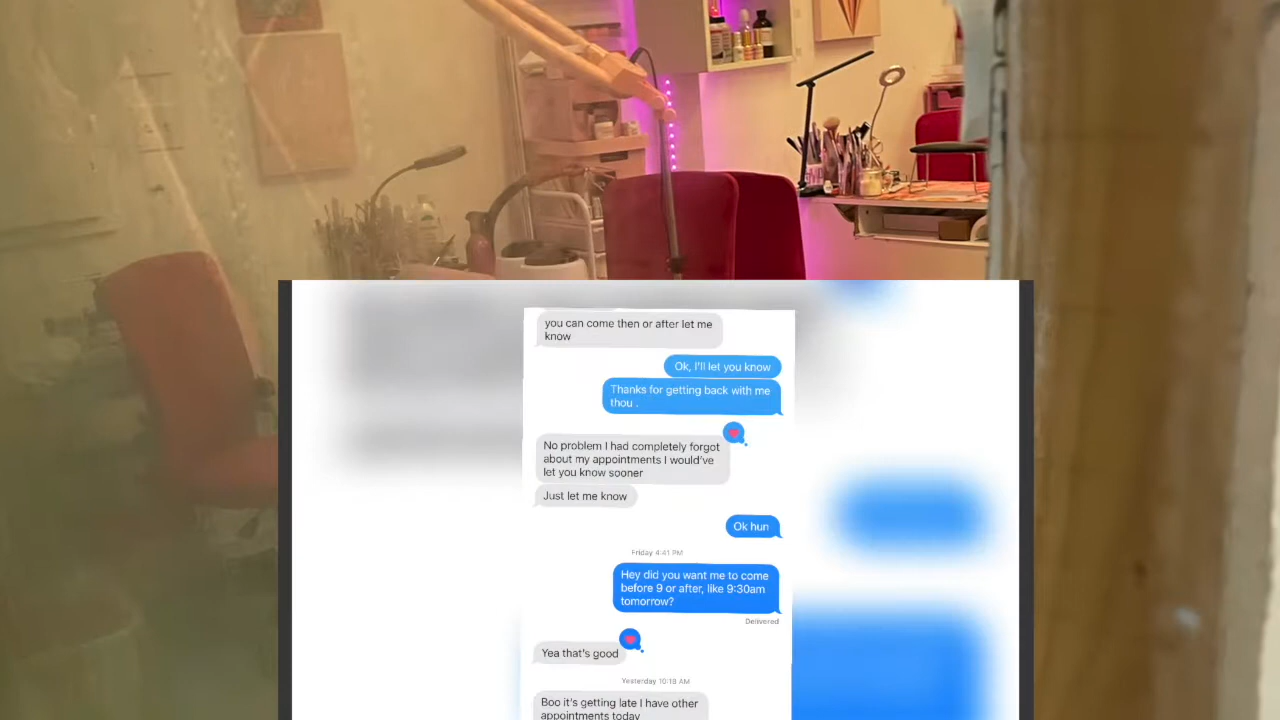 you can come then or after let me
know
Ok, I'll let you know
Thanks for getting back with me
thou .
No problem I had completely forgot
about my appointments I would've
let you know sooner
Just let me know
Ok hun
Friday 4:41 PM
Hey did you want me to come
before 9 or after, like 9:30am
tomorrow?
Delivered
Yea that's good
Yesterday 10:18 AM
Boo it's getting late I have other
appointments today